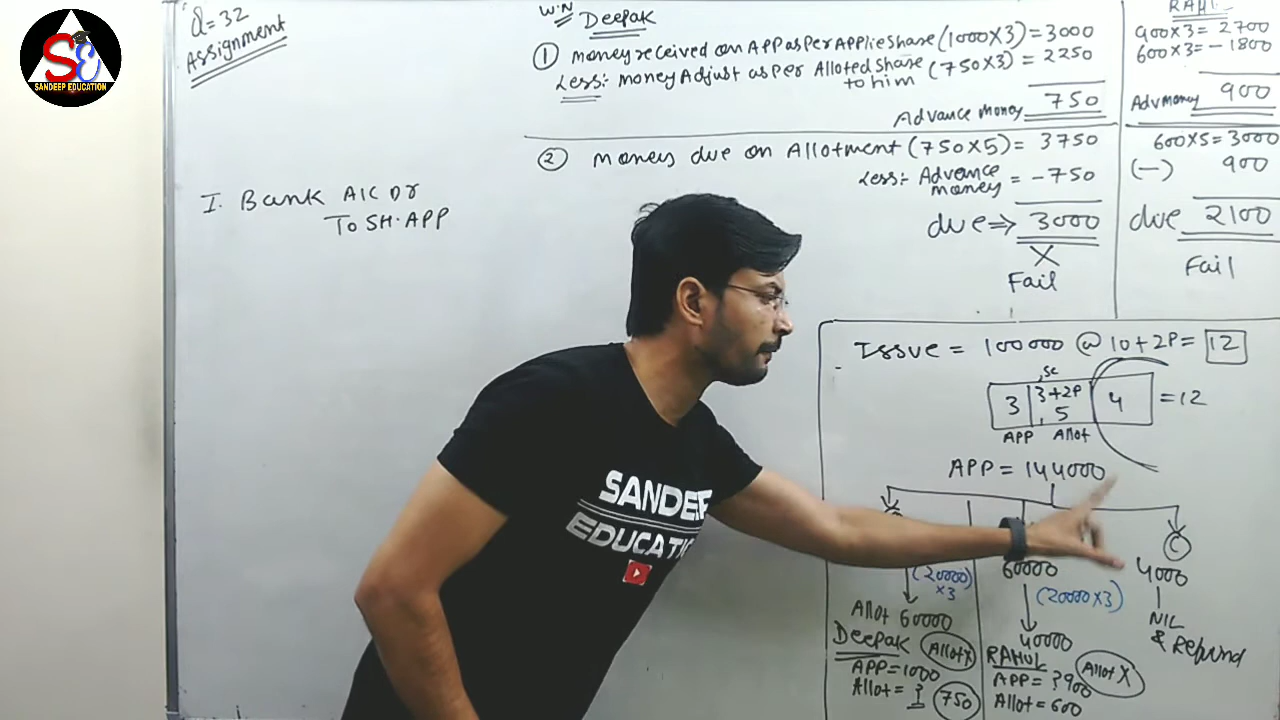 SE
SANDEEP EDUCATION
Q=32
Assignment
W.N
Deepak
① Money received on APP as Per Applie Share (1000×3) = 3000
Less:- Money Adjust as Per Alloted Share to him (750×3) = 2250
Advance Money 750
② Money due on Allotment (750×5) = 3750
Less:- Advance money = -750
due ⇒ 3000
X
Fail
900×3= 2700
600×3= -1800
Adv Money 900
600×5= 3000
(-) 900
due 2100
Fail
I. Bank A/C Dr
To SH. APP
Issue = 100000 @ 10+2P= 12
3 3+2P 5 4 =12
APP Allot
APP = 144000
C
(20000) ×3
60000
(20000×3)
4000
NIL & Refund
Allot 60000
40000
Deepak Allot X
APP=1000
Allot = ? 750
RAHUL Allot X
APP= ?900
Allot=600
SANDEEP
EDUCATI